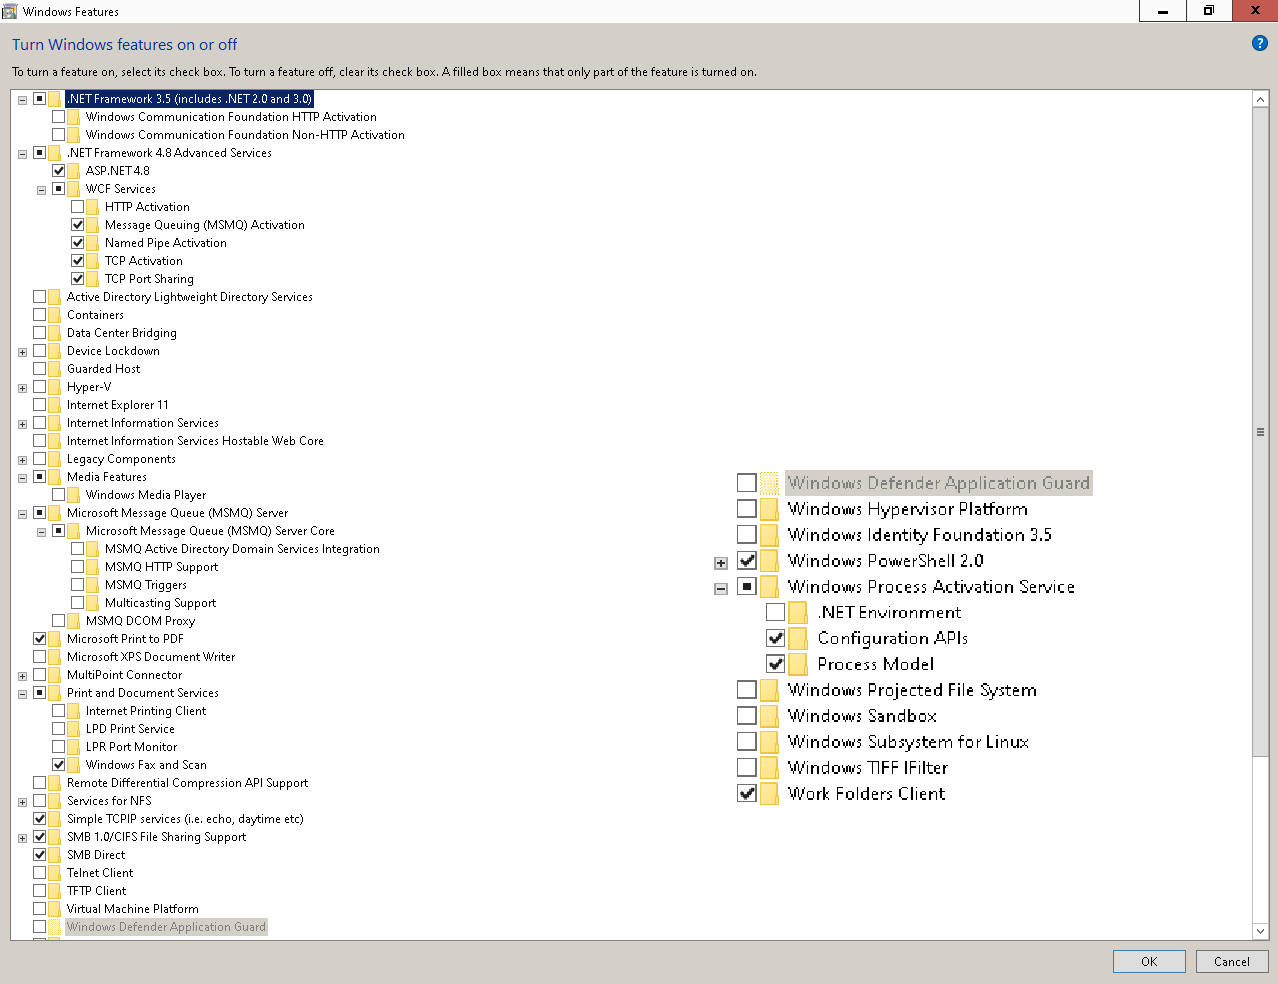 Windows Features
Turn Windows features on or off
To turn a feature on, select its check box. To turn a feature off, clear its check box. A filled box means that only part of the feature is turned on.
.NET Framework 3.5 (includes .NET 2.0 and 3.0)
Windows Communication Foundation HTTP Activation
Windows Communication Foundation Non-HTTP Activation
.NET Framework 4.8 Advanced Services
ASP.NET 4.8
WCF Services
HTTP Activation
Message Queuing (MSMQ) Activation
Named Pipe Activation
TCP Activation
TCP Port Sharing
Active Directory Lightweight Directory Services
Containers
Data Center Bridging
Device Lockdown
Guarded Host
Hyper-V
Internet Explorer 11
Internet Information Services
Internet Information Services Hostable Web Core
Legacy Components
Media Features
Windows Media Player
Microsoft Message Queue (MSMQ) Server
Microsoft Message Queue (MSMQ) Server Core
MSMQ Active Directory Domain Services Integration
MSMQ HTTP Support
MSMQ Triggers
Multicasting Support
MSMQ DCOM Proxy
Microsoft Print to PDF
Microsoft XPS Document Writer
MultiPoint Connector
Print and Document Services
Internet Printing Client
LPD Print Service
LPR Port Monitor
Windows Fax and Scan
Remote Differential Compression API Support
Services for NFS
Simple TCPIP services (i.e. echo, daytime etc)
SMB 1.0/CIFS File Sharing Support
SMB Direct
Telnet Client
TFTP Client
Virtual Machine Platform
Windows Defender Application Guard
Windows Defender Application Guard
Windows Hypervisor Platform
Windows Identity Foundation 3.5
Windows PowerShell 2.0
Windows Process Activation Service
.NET Environment
Configuration APIs
Process Model
Windows Projected File System
Windows Sandbox
Windows Subsystem for Linux
Windows TIFF IFilter
Work Folders Client
OK
Cancel